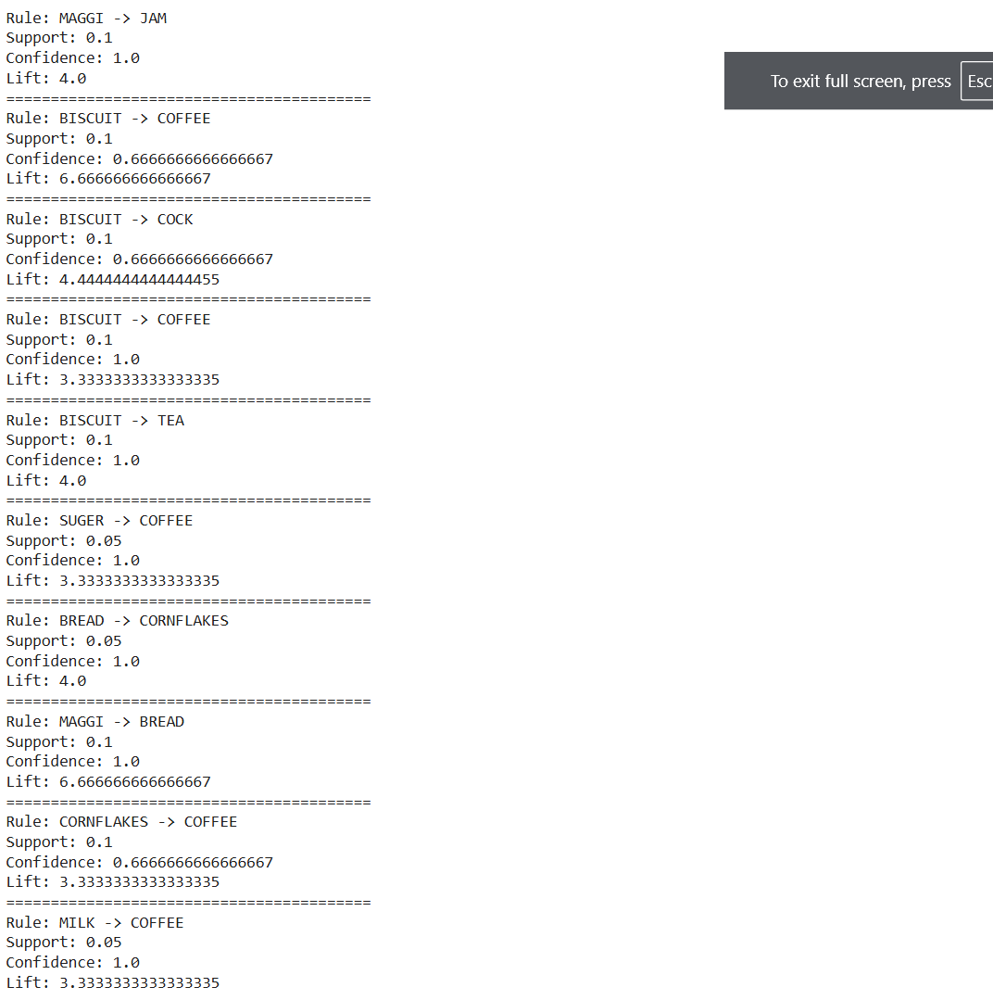 Rule: MAGGI -> JAM
Support: 0.1
Confidence: 1.0
Lift: 4.0
To exit full screen, press Esc
=========================================
Rule: BISCUIT -> COFFEE
Support: 0.1
Confidence: 0.6666666666666667
Lift: 6.666666666666667
=========================================
Rule: BISCUIT -> COCK
Support: 0.1
Confidence: 0.6666666666666667
Lift: 4.4444444444444455
=========================================
Rule: BISCUIT -> COFFEE
Support: 0.1
Confidence: 1.0
Lift: 3.3333333333333335
=========================================
Rule: BISCUIT -> TEA
Support: 0.1
Confidence: 1.0
Lift: 4.0
=========================================
Rule: SUGER -> COFFEE
Support: 0.05
Confidence: 1.0
Lift: 3.3333333333333335
=========================================
Rule: BREAD -> CORNFLAKES
Support: 0.05
Confidence: 1.0
Lift: 4.0
=========================================
Rule: MAGGI -> BREAD
Support: 0.1
Confidence: 1.0
Lift: 6.666666666666667
=========================================
Rule: CORNFLAKES -> COFFEE
Support: 0.1
Confidence: 0.6666666666666667
Lift: 3.3333333333333335
=========================================
Rule: MILK -> COFFEE
Support: 0.05
Confidence: 1.0
Lift: 3.3333333333333335